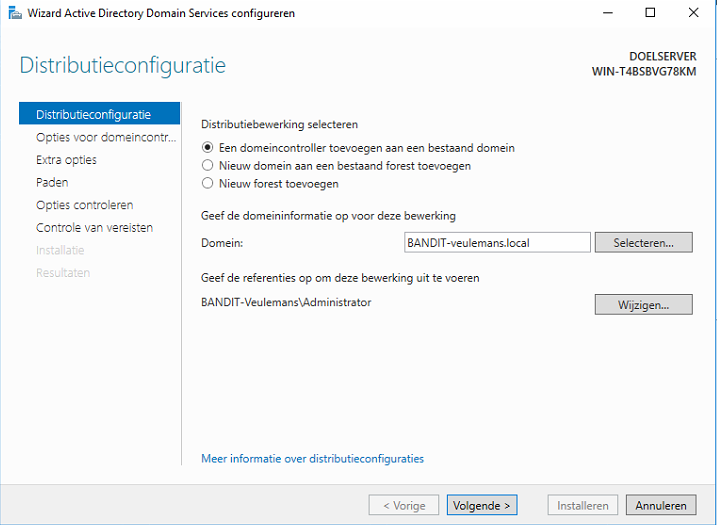 Wizard Active Directory Domain Services configureren
Distributieconfiguratie
DOELSERVER
WIN-T4BSBVG78KM
Distributieconfiguratie
Opties voor domeincontr...
Extra opties
Paden
Opties controleren
Controle van vereisten
Installatie
Resultaten
Distributiebewerking selecteren
Een domeincontroller toevoegen aan een bestaand domein
Nieuw domein aan een bestaand forest toevoegen
Nieuw forest toevoegen
Geef de domeininformatie op voor deze bewerking
Domein: BANDIT-veulemans.local Selecteren...
Geef de referenties op om deze bewerking uit te voeren
BANDIT-Veulemans\Administrator Wijzigen...
Meer informatie over distributieconfiguraties
< Vorige Volgende > Installeren Annuleren